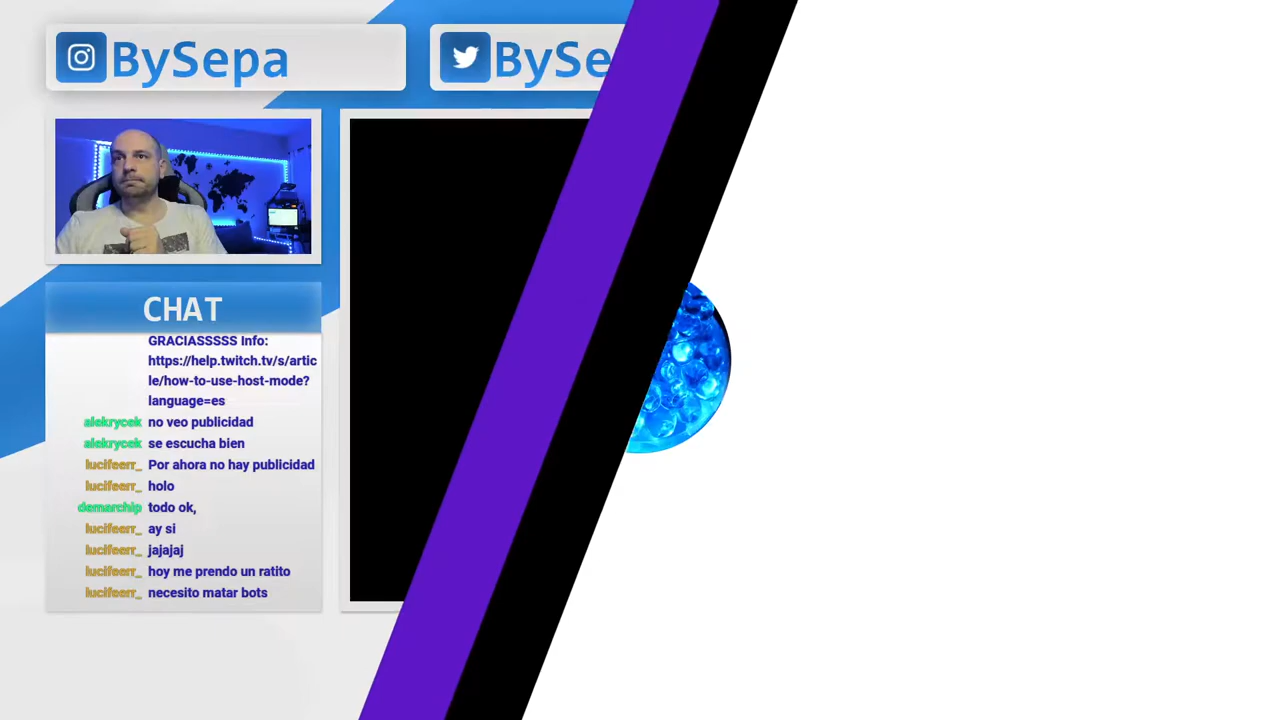 BySepa
BySe
CHAT
GRACIASSSSS Info:
https://help.twitch.tv/s/artic
le/how-to-use-host-mode?
language=es
alekrycek no veo publicidad
alekrycek se escucha bien
lucifeerr_ Por ahora no hay publicidad
lucifeerr_ holo
demarchip todo ok,
lucifeerr_ ay si
lucifeerr_ jajajaj
lucifeerr_ hoy me prendo un ratito
lucifeerr_ necesito matar bots